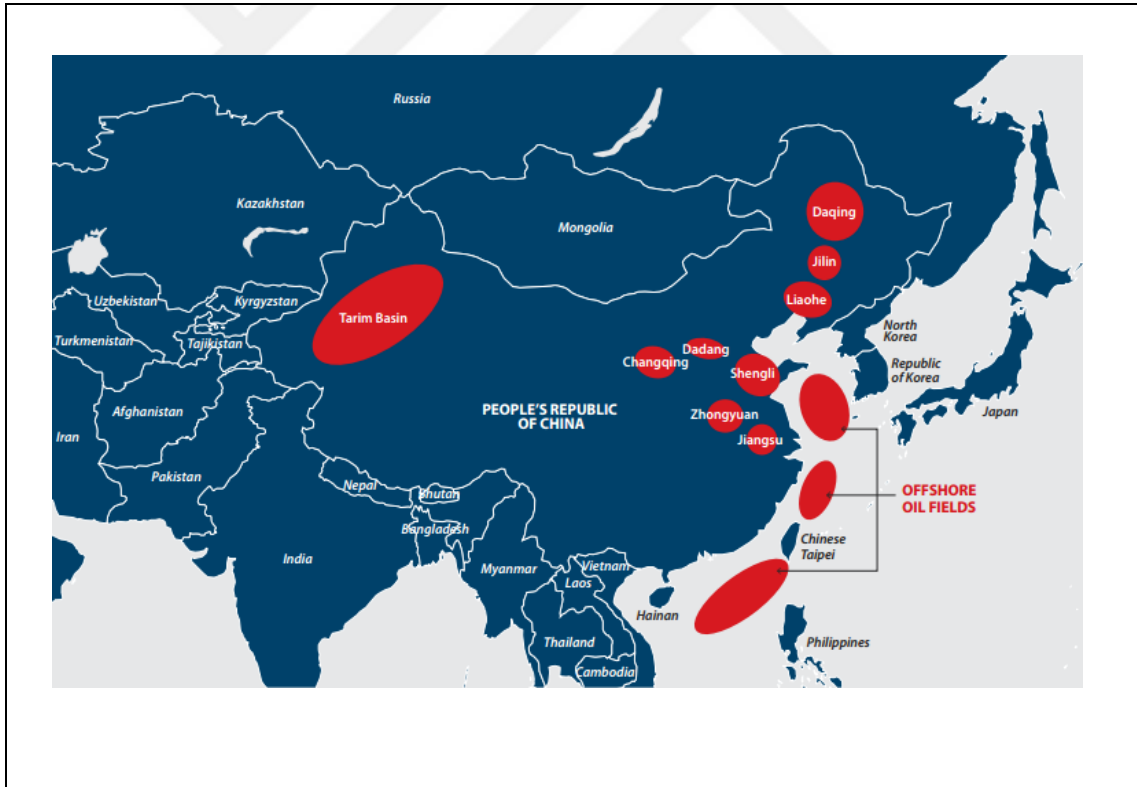 Russia
Kazakhstan
Mongolia
Daqing
Jilin
Liaohe
Uzbekistan
Kyrgyzstan
Tarim Basin
Turkmenistan
Tajikistan
North
Korea
Dadang
Changqing
Shengli
Republic
of Korea
Afghanistan
PEOPLE'S REPUBLIC
OF CHINA
Zhongyuan
Jiangsu
Japan
Iran
Pakistan
Nepal
Bhutan
OFFSHORE
OIL FIELDS
Bangladesh
India
Myanmar
Vietnam
Laos
Chinese
Taipei
Hainan
Thailand
Philippines
Cambodia